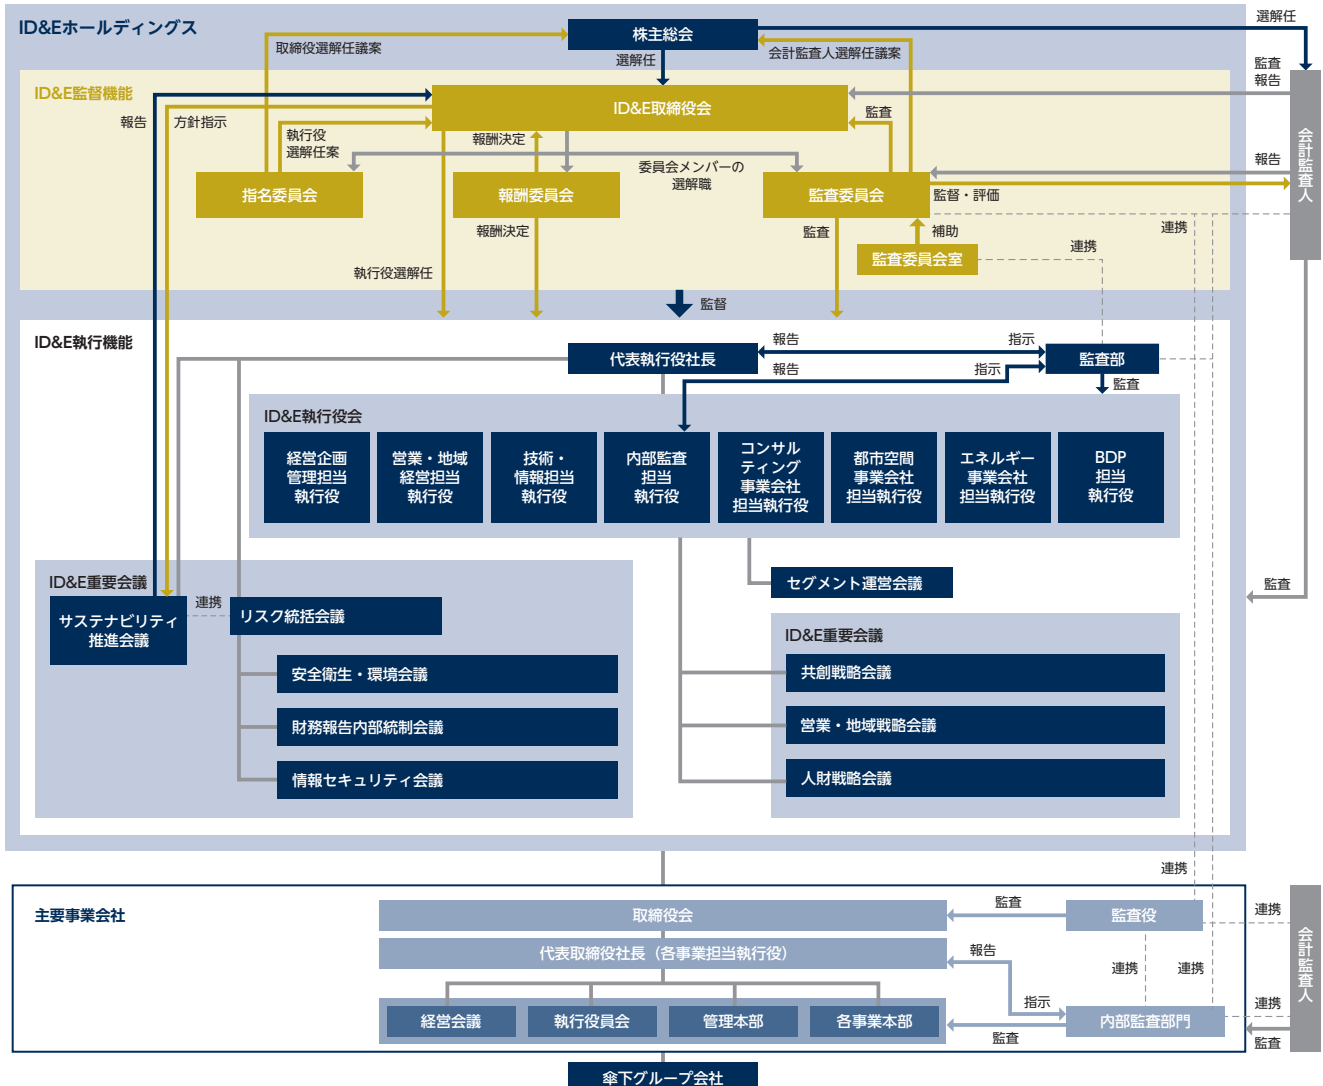 ID&Eホールディングス
株主総会
選解任
取締役選解任議案
選解任
会計監査人選解任議案
監査
報告
ID&E監督機能
ID&E取締役会
報告
方針指示
執行役
選解任案
報酬決定
監査
委員会メンバーの
選解職
会計監査人
報告
指名委員会
報酬委員会
監査委員会
監督・評価
報酬決定
監査
補助
連携
執行役選解任
監査委員会室
連携
監督
ID&E執行機能
代表執行役社長
報告
指示
監査部
報告
指示
監査
ID&E執行役会
経営企画
管理担当
執行役
営業・地域
経営担当
執行役
技術・
情報担当
執行役
内部監査
担当
執行役
コンサル
ティング
事業会社
担当執行役
都市空間
事業会社
担当執行役
エネルギー
事業会社
担当執行役
BDP
担当
執行役
ID&E重要会議
サステナビリティ
推進会議
連携
リスク統括会議
安全衛生・環境会議
財務報告内部統制会議
情報セキュリティ会議
セグメント運営会議
監査
ID&E重要会議
共創戦略会議
営業・地域戦略会議
人財戦略会議
連携
主要事業会社
取締役会
監査
監査役
連携
代表取締役社長（各事業担当執行役）
報告
連携
連携
会計監査人
指示
連携
経営会議
執行役員会
管理本部
各事業本部
監査
内部監査部門
監査
傘下グループ会社